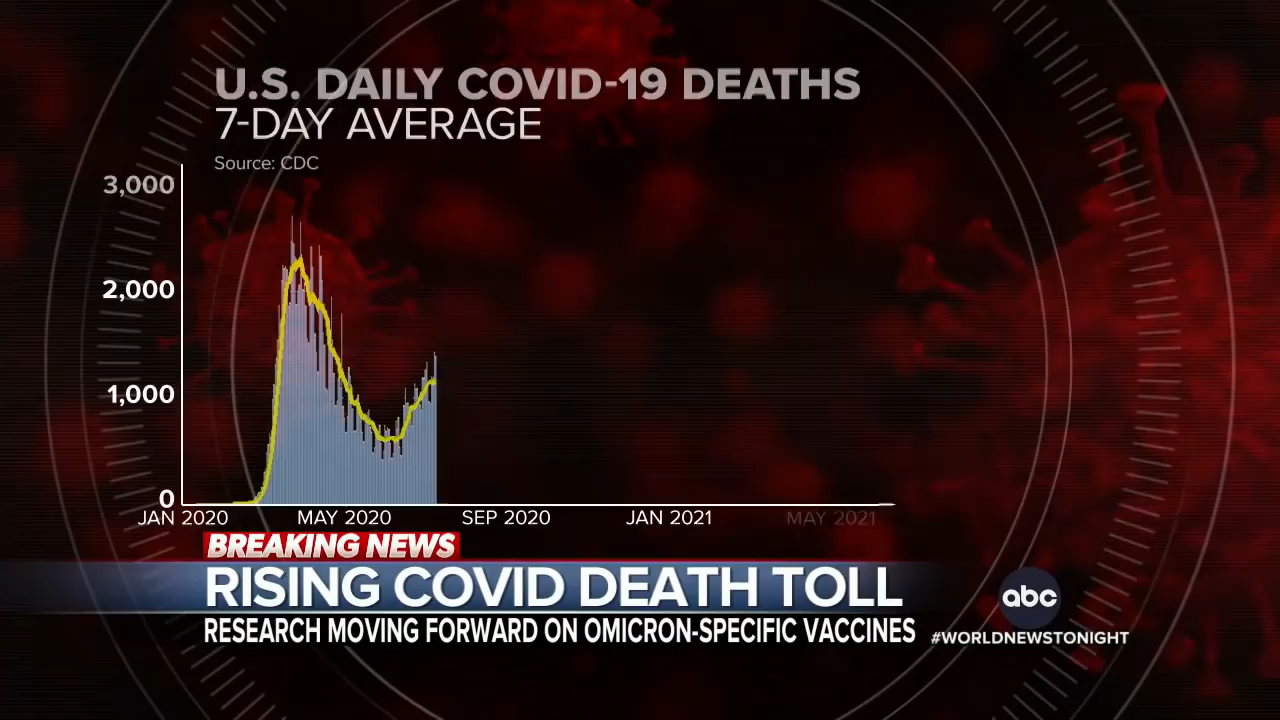 U.S. DAILY COVID-19 DEATHS
7-DAY AVERAGE
Source: CDC
3,000
2,000
1,000
0
JAN 2020 MAY 2020 SEP 2020 JAN 2021 MAY 2021
BREAKING NEWS
RISING COVID DEATH TOLL
RESEARCH MOVING FORWARD ON OMICRON-SPECIFIC VACCINES
abc
#WORLDNEWSTONIGHT